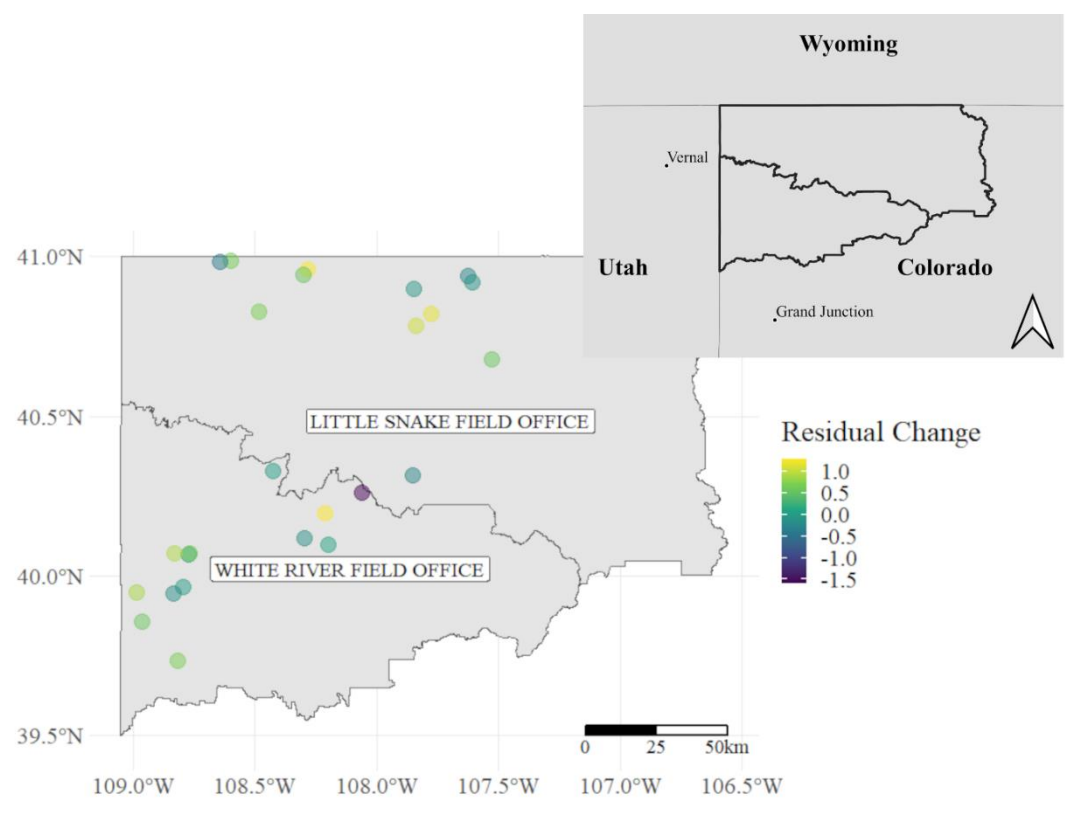 Wyoming
Vernal
Utah
Colorado
Grand Junction
41.0°N
40.5°N
40.0°N
39.5°N
LITTLE SNAKE FIELD OFFICE
WHITE RIVER FIELD OFFICE
Residual Change
1.0
0.5
0.0
-0.5
-1.0
-1.5
0 25 50km
109.0°W 108.5°W 108.0°W 107.5°W 107.0°W 106.5°W